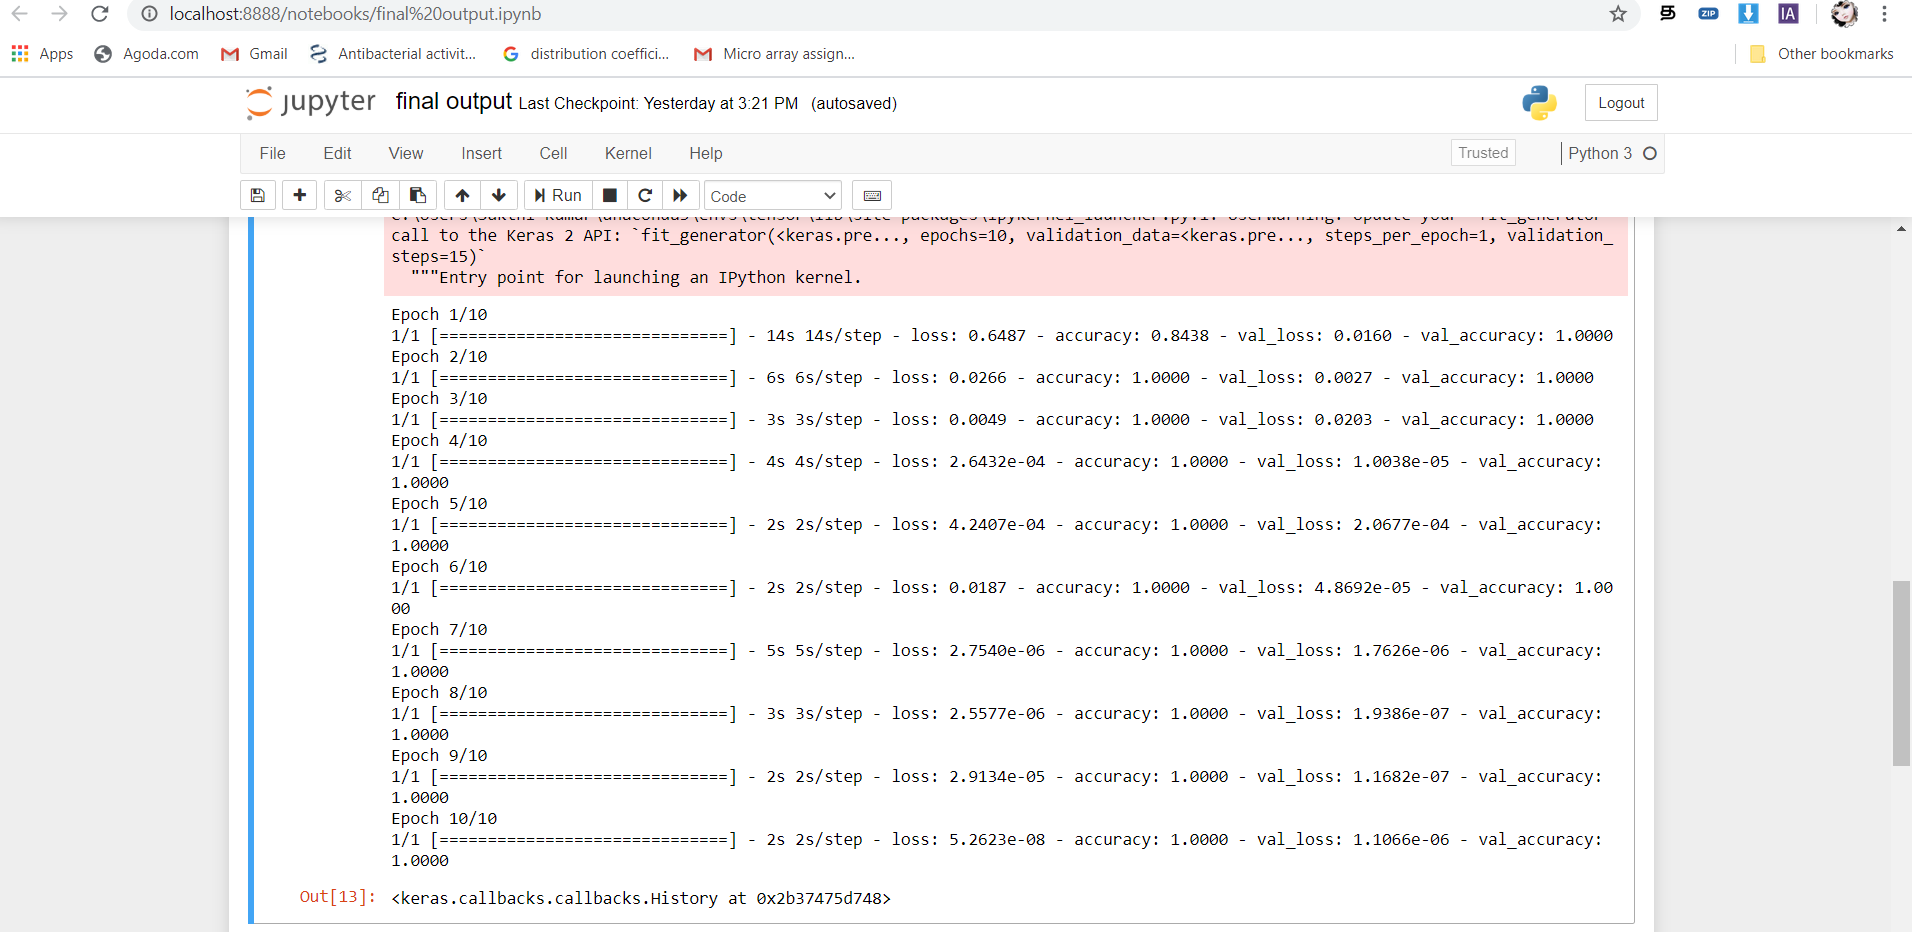 localhost:8888/notebooks/final%20output.ipynb
ZIP
IA
Apps
Agoda.com
Gmail
Antibacterial activit...
distribution coeffici...
Micro array assign...
Other bookmarks
jupyter final output Last Checkpoint: Yesterday at 3:21 PM (autosaved)
Logout
File Edit View Insert Cell Kernel Help
Trusted
Python 3
Run
Code
call to the Keras 2 API: `fit_generator(<keras.pre..., epochs=10, validation_data=<keras.pre..., steps_per_epoch=1, validation_
steps=15)`
"""Entry point for launching an IPython kernel.
Epoch 1/10
1/1 [==============================] - 14s 14s/step - loss: 0.6487 - accuracy: 0.8438 - val_loss: 0.0160 - val_accuracy: 1.0000
Epoch 2/10
1/1 [==============================] - 6s 6s/step - loss: 0.0266 - accuracy: 1.0000 - val_loss: 0.0027 - val_accuracy: 1.0000
Epoch 3/10
1/1 [==============================] - 3s 3s/step - loss: 0.0049 - accuracy: 1.0000 - val_loss: 0.0203 - val_accuracy: 1.0000
Epoch 4/10
1/1 [==============================] - 4s 4s/step - loss: 2.6432e-04 - accuracy: 1.0000 - val_loss: 1.0038e-05 - val_accuracy:
1.0000
Epoch 5/10
1/1 [==============================] - 2s 2s/step - loss: 4.2407e-04 - accuracy: 1.0000 - val_loss: 2.0677e-04 - val_accuracy:
1.0000
Epoch 6/10
1/1 [==============================] - 2s 2s/step - loss: 0.0187 - accuracy: 1.0000 - val_loss: 4.8692e-05 - val_accuracy: 1.00
00
Epoch 7/10
1/1 [==============================] - 5s 5s/step - loss: 2.7540e-06 - accuracy: 1.0000 - val_loss: 1.7626e-06 - val_accuracy:
1.0000
Epoch 8/10
1/1 [==============================] - 3s 3s/step - loss: 2.5577e-06 - accuracy: 1.0000 - val_loss: 1.9386e-07 - val_accuracy:
1.0000
Epoch 9/10
1/1 [==============================] - 2s 2s/step - loss: 2.9134e-05 - accuracy: 1.0000 - val_loss: 1.1682e-07 - val_accuracy:
1.0000
Epoch 10/10
1/1 [==============================] - 2s 2s/step - loss: 5.2623e-08 - accuracy: 1.0000 - val_loss: 1.1066e-06 - val_accuracy:
1.0000
Out[13]: <keras.callbacks.callbacks.History at 0x2b37475d748>